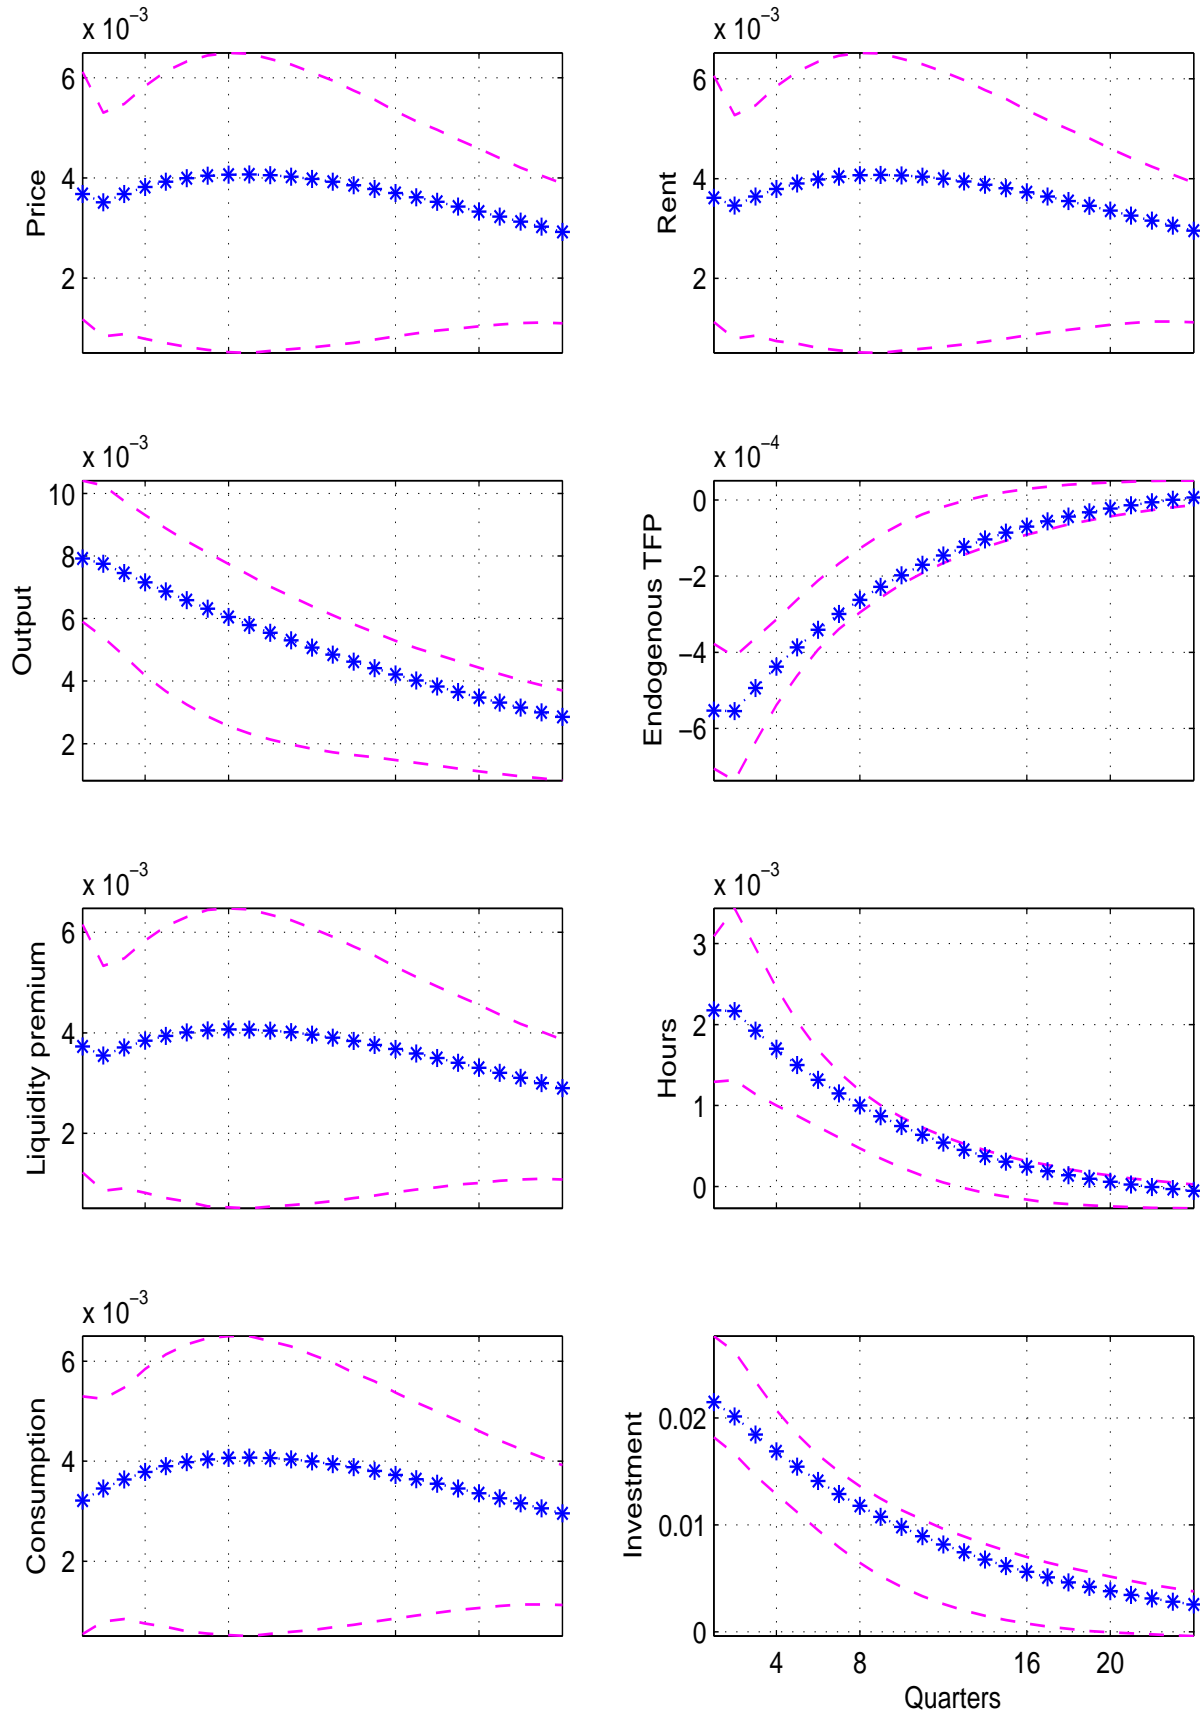 x 10⁻³
6
4
2
Price
x 10⁻³
6
4
2
Rent
x 10⁻³
10
8
6
4
2
Output
x 10⁻⁴
0
−2
−4
−6
Endogenous TFP
x 10⁻³
6
4
2
Liquidity premium
x 10⁻³
3
2
1
0
Hours
x 10⁻³
6
4
2
Consumption
0.02
0.01
0
Investment
4 8 16 20
Quarters